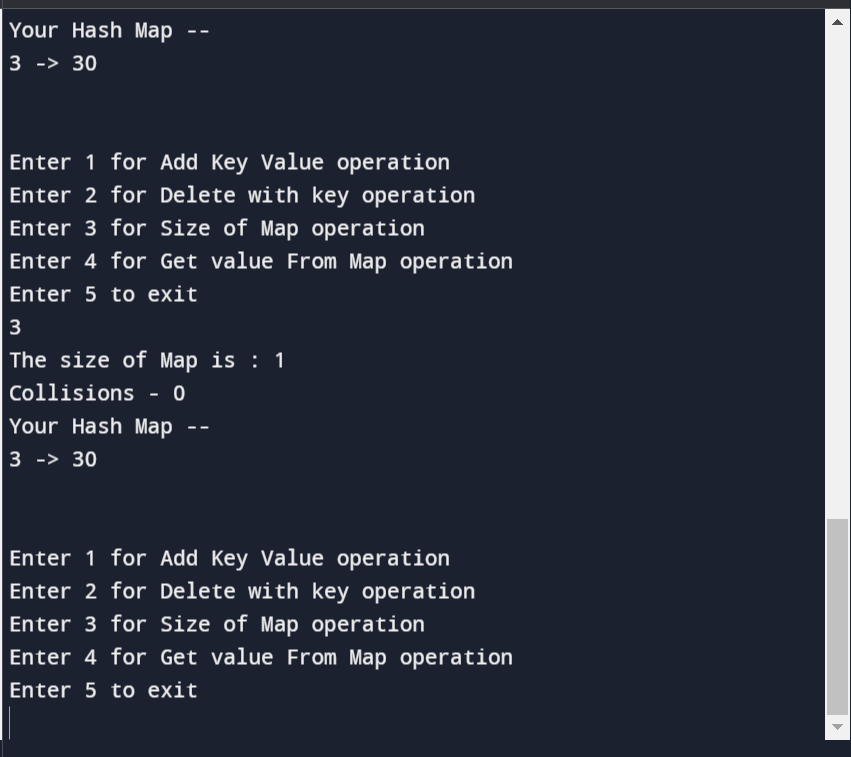 Your Hash Map --
3 -> 30
Enter 1 for Add Key Value operation
Enter 2 for Delete with key operation
Enter 3 for Size of Map operation
Enter 4 for Get value From Map operation
Enter 5 to exit
3
The size of Map is : 1
Collisions - 0
Your Hash Map --
3 -> 30
Enter 1 for Add Key Value operation
Enter 2 for Delete with key operation
Enter 3 for Size of Map operation
Enter 4 for Get value From Map operation
Enter 5 to exit